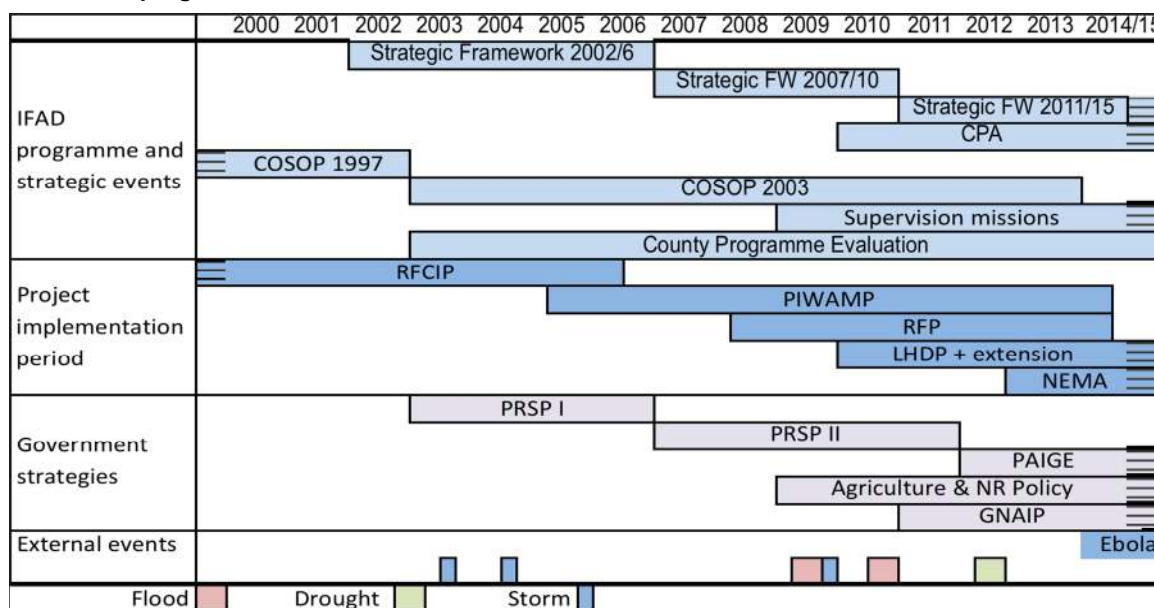 2000 2001 2002 2003 2004 2005 2006 2007 2008 2009 2010 2011 2012 2013 2014/15
IFAD
programme and
strategic events
Strategic Framework 2002/6
Strategic FW 2007/10
Strategic FW 2011/15
CPA
COSOP 1997
COSOP 2003
Supervision missions
County Programme Evaluation
Project
implementation
period
RFCIP
PIWAMP
RFP
LHDP + extension
NEMA
Government
strategies
PRSP I
PRSP II
PAIGE
Agriculture & NR Policy
GNAIP
External events
Ebola
Flood Drought Storm